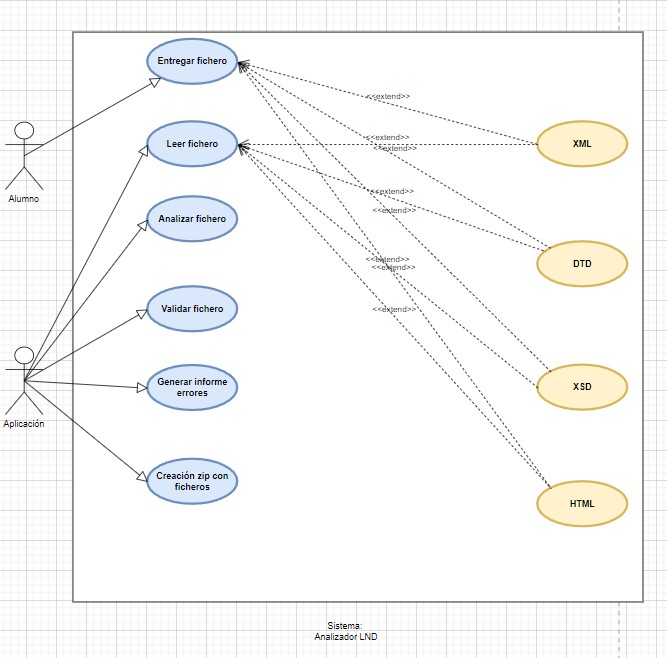 Entregar fichero
<<extend>>
Leer fichero
<<extend>>
<<extend>>
XML
Alumno
<<extend>>
<<extend>>
Analizar fichero
<<extend>>
<<extend>>
DTD
Validar fichero
<<extend>>
Generar informe
errores
XSD
Aplicación
Creación zip con
ficheros
HTML
Sistema:
Analizador LND